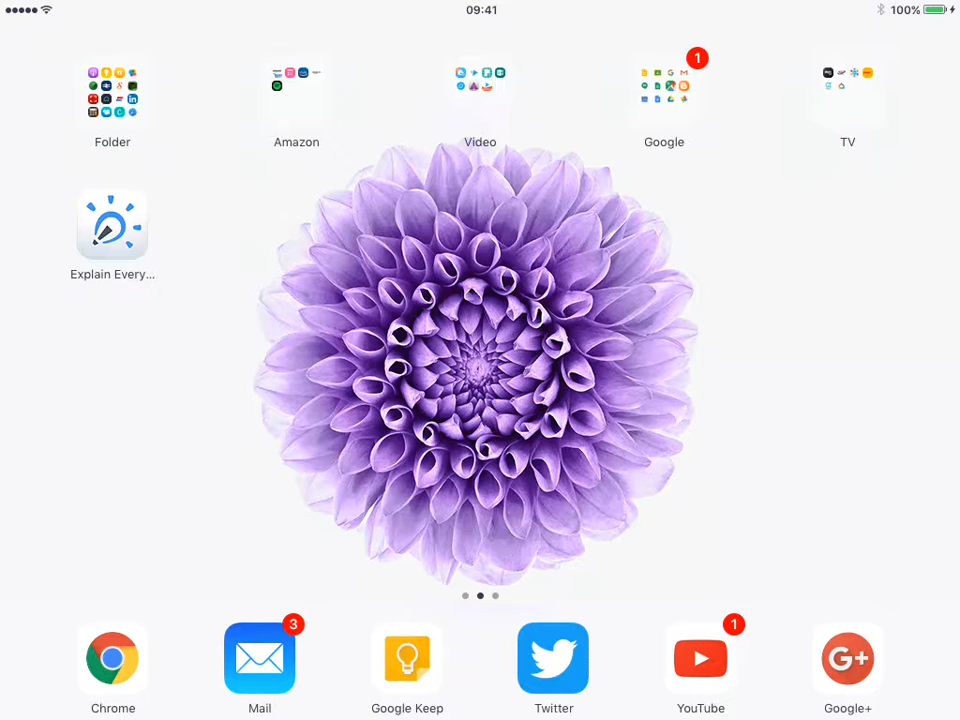 09:41
100%
1
Folder
Amazon
Video
Google
TV
Explain Every...
3
1
Chrome
Mail
Google Keep
Twitter
YouTube
G+
Google+